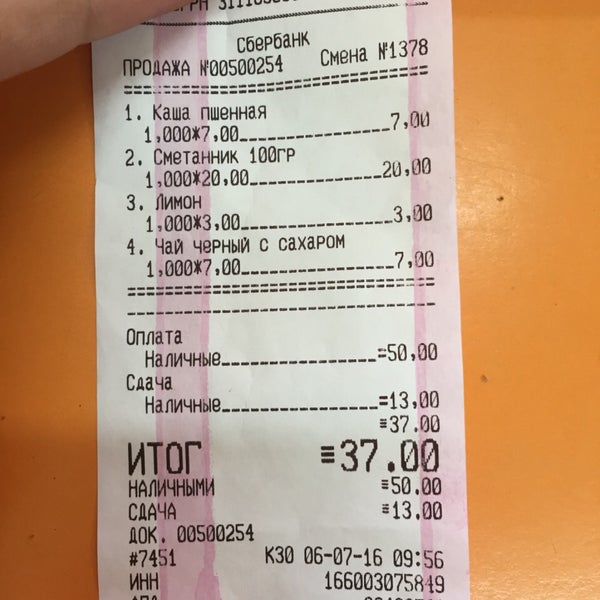 Сбербанк
ПРОДАЖА №00500254 Смена №1378
1. Каша пшенная
1,000*7,00 7,00
2. Сметанник 100гр
1,000*20,00 20,00
3. Лимон
1,000*3,00 3,00
4. Чай черный с сахаром
1,000*7,00 7,00
Оплата
Наличные =50,00
Сдача
Наличные =13,00
≡37.00
ИТОГ ≡37.00
НАЛИЧНЫМИ ≡50.00
СДАЧА ≡13.00
ДОК. 00500254
#7451 К30 06-07-16 09:56
ИНН 166003075849